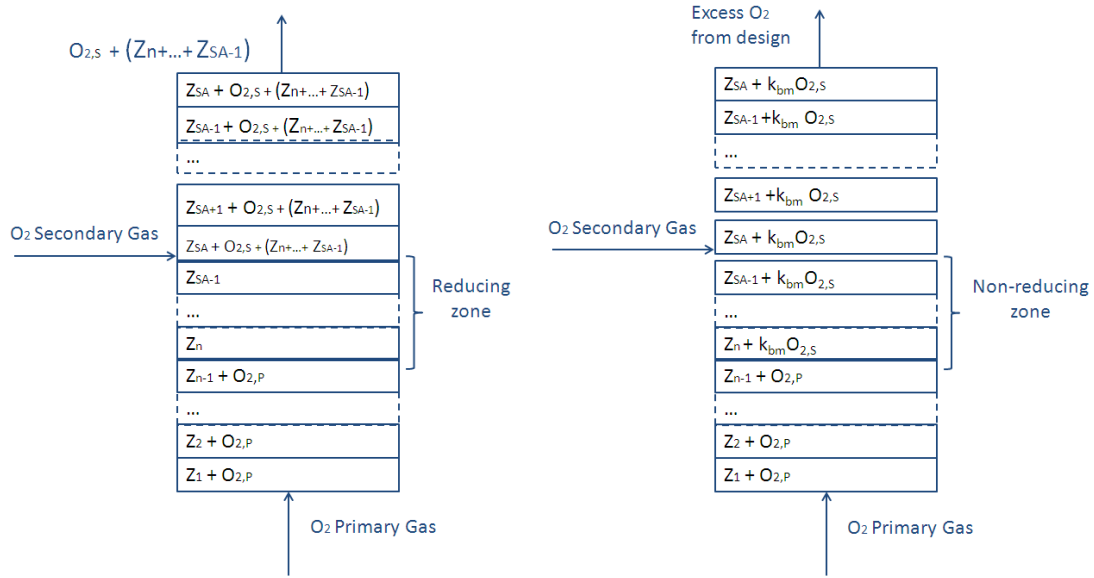 O2,S + (Zn+...+ ZSA-1)
ZSA + O2,S + (Zn+...+ ZSA-1)
ZSA-1 + O2,S + (Zn+...+ ZSA-1)
...
ZSA+1 + O2,S + (Zn+...+ ZSA-1)
O2 Secondary Gas
ZSA + O2,S + (Zn+...+ ZSA-1)
ZSA-1
...
Reducing
zone
Zn
Zn-1 + O2,P
...
Z2 + O2,P
Z1 + O2,P
O2 Primary Gas
Excess O2
from design
ZSA + kbmO2,S
ZSA-1 +kbm O2,S
...
ZSA+1 +kbm O2,S
O2 Secondary Gas
ZSA + kbmO2,S
ZSA-1 + kbmO2,S
...
Non-reducing
zone
Zn + kbmO2,S
Zn-1 + O2,P
...
Z2 + O2,P
Z1 + O2,P
O2 Primary Gas